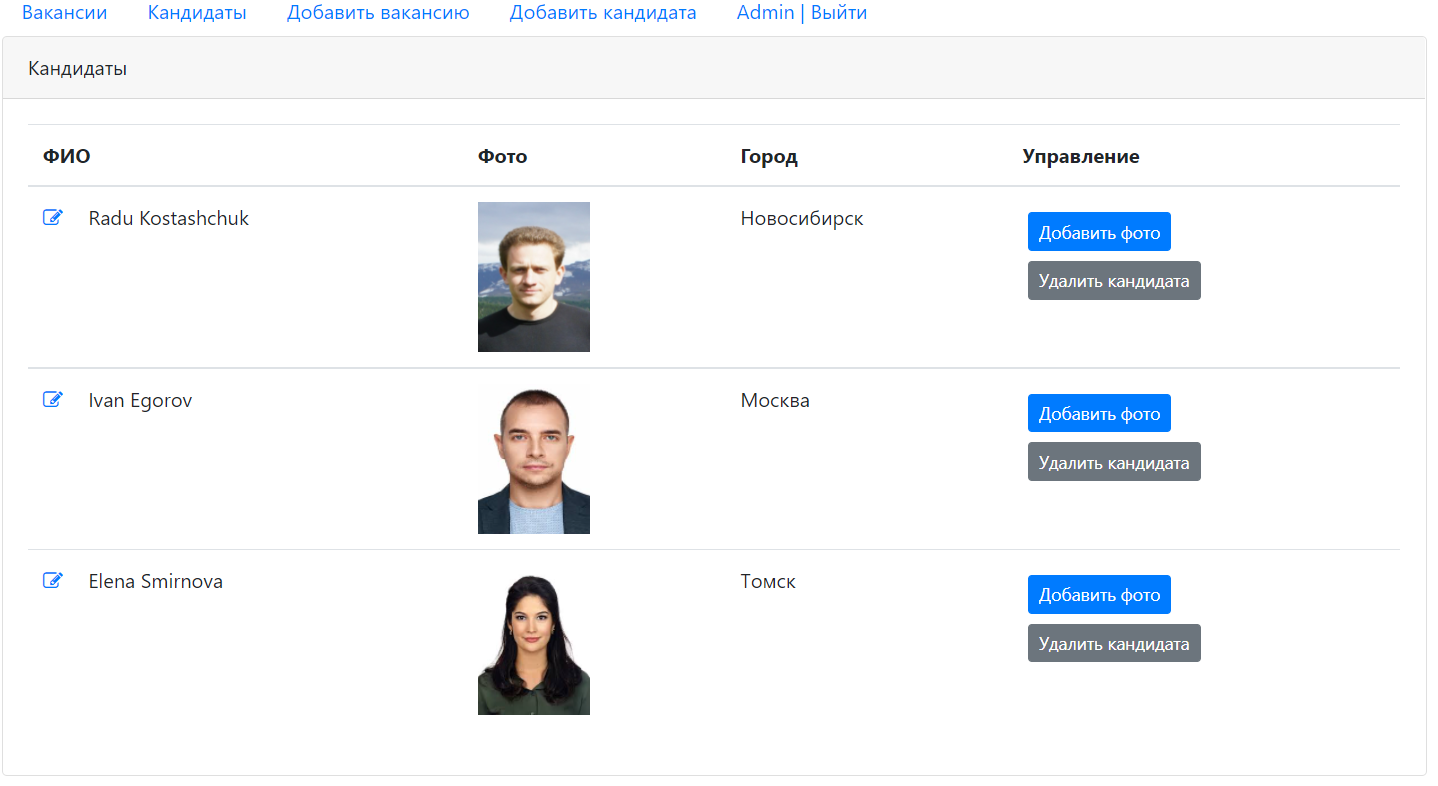 Вакансии Кандидаты Добавить вакансию Добавить кандидата Admin | Выйти
Кандидаты
ФИО Фото Город Управление
Radu Kostashchuk Новосибирск Добавить фото
Удалить кандидата
Ivan Egorov Москва Добавить фото
Удалить кандидата
Elena Smirnova Томск Добавить фото
Удалить кандидата